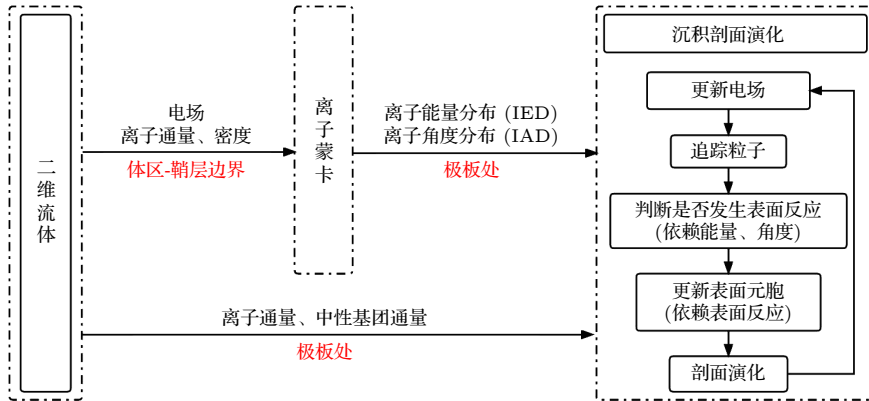 二维流体
电场
离子通量、密度
体区-鞘层边界
离子蒙卡
离子能量分布 (IED)
离子角度分布 (IAD)
极板处
离子通量、中性基团通量
极板处
沉积剖面演化
更新电场
追踪粒子
判断是否发生表面反应
(依赖能量、角度)
更新表面元胞
(依赖表面反应)
剖面演化